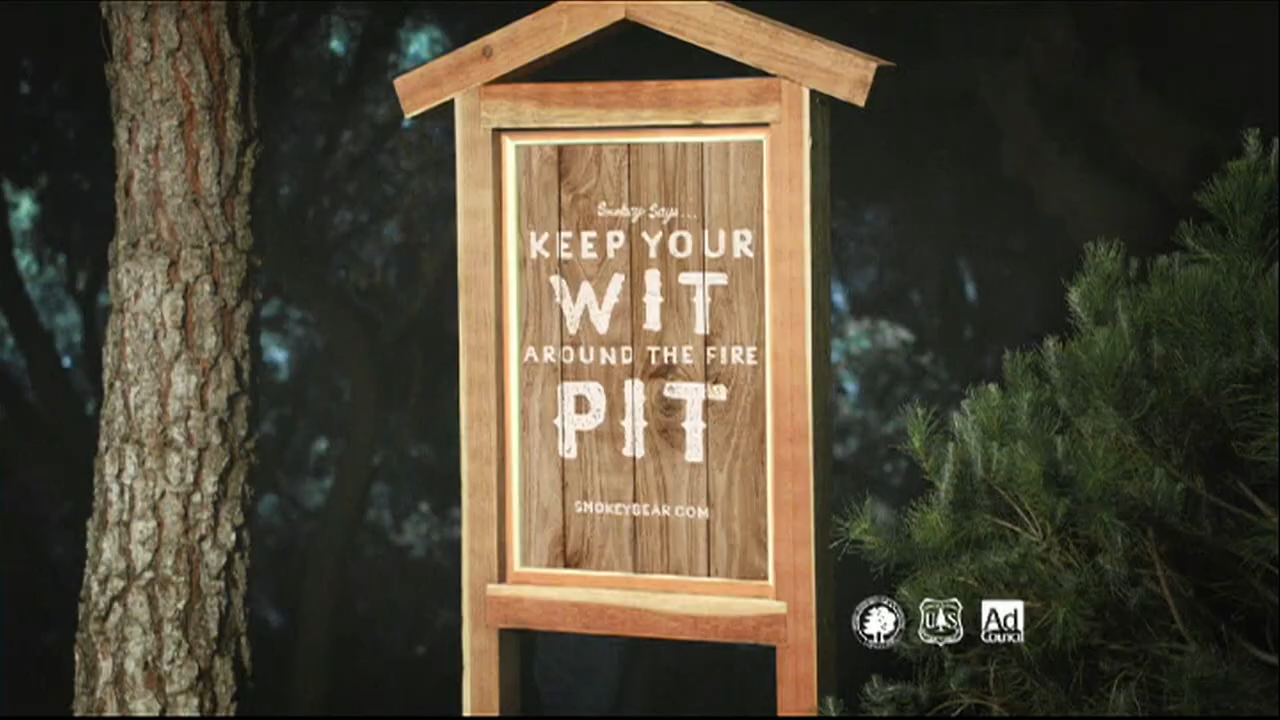 Smokey Says...
KEEP YOUR
WIT
AROUND THE FIRE
PIT
SMOKEYBEAR.COM
U S
Ad
Council